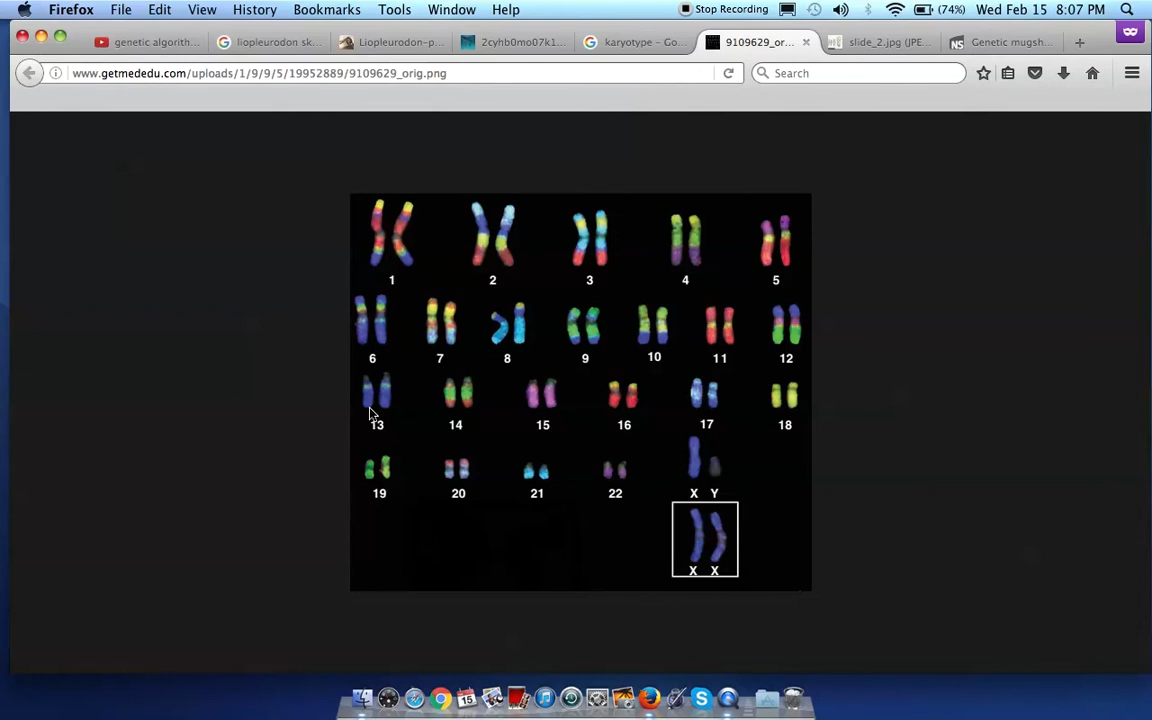 Firefox File Edit View History Bookmarks Tools Window Help Stop Recording (74%) Wed Feb 15 8:07 PM
genetic algorith... liopleurodon sk... Liopleurodon-p... 2cyhb0mo07k1... karyotype - Go... 9109629_or... slide_2.jpg (JPE... Genetic mugsh...
www.getmededu.com/uploads/1/9/9/5/19952889/9109629_orig.png Search
1 2 3 4 5
6 7 8 9 10 11 12
13 14 15 16 17 18
19 20 21 22 X Y
X X
15